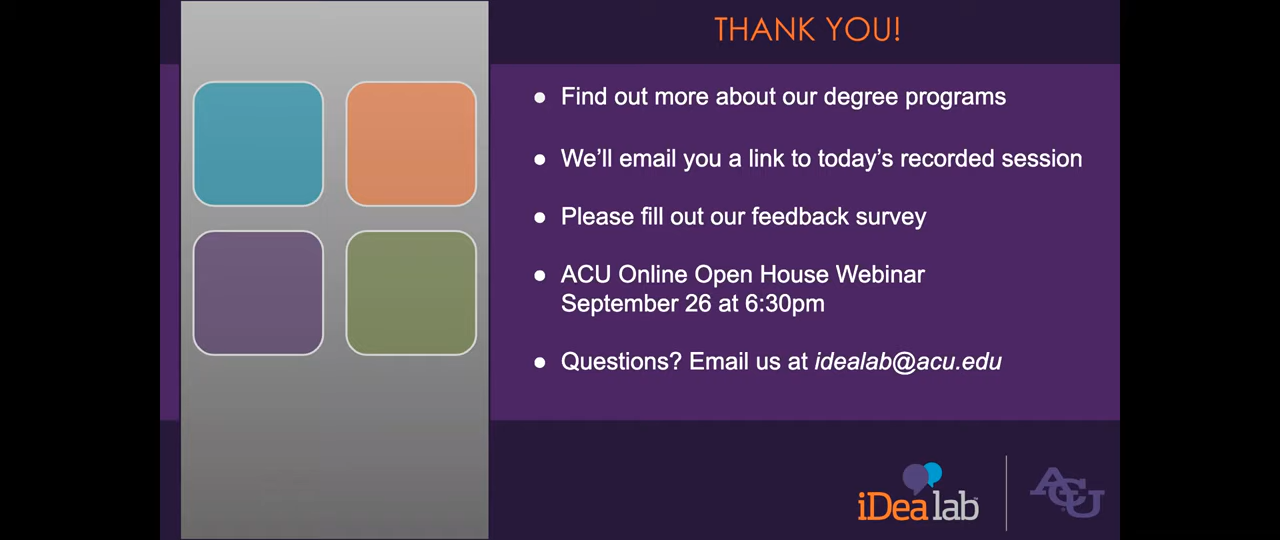 THANK YOU!
● Find out more about our degree programs
● We'll email you a link to today's recorded session
● Please fill out our feedback survey
● ACU Online Open House Webinar
September 26 at 6:30pm
● Questions? Email us at idealab@acu.edu
iDealab™
ACU